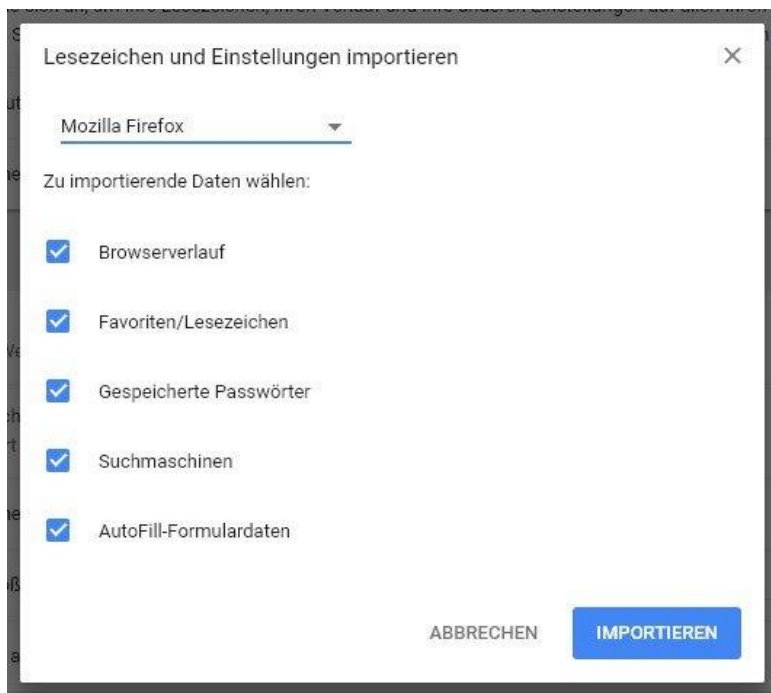 Lesezeichen und Einstellungen importieren
Mozilla Firefox
Zu importierende Daten wählen:
Browserverlauf
Favoriten/Lesezeichen
Gespeicherte Passwörter
Suchmaschinen
AutoFill-Formulardaten
ABBRECHEN IMPORTIEREN